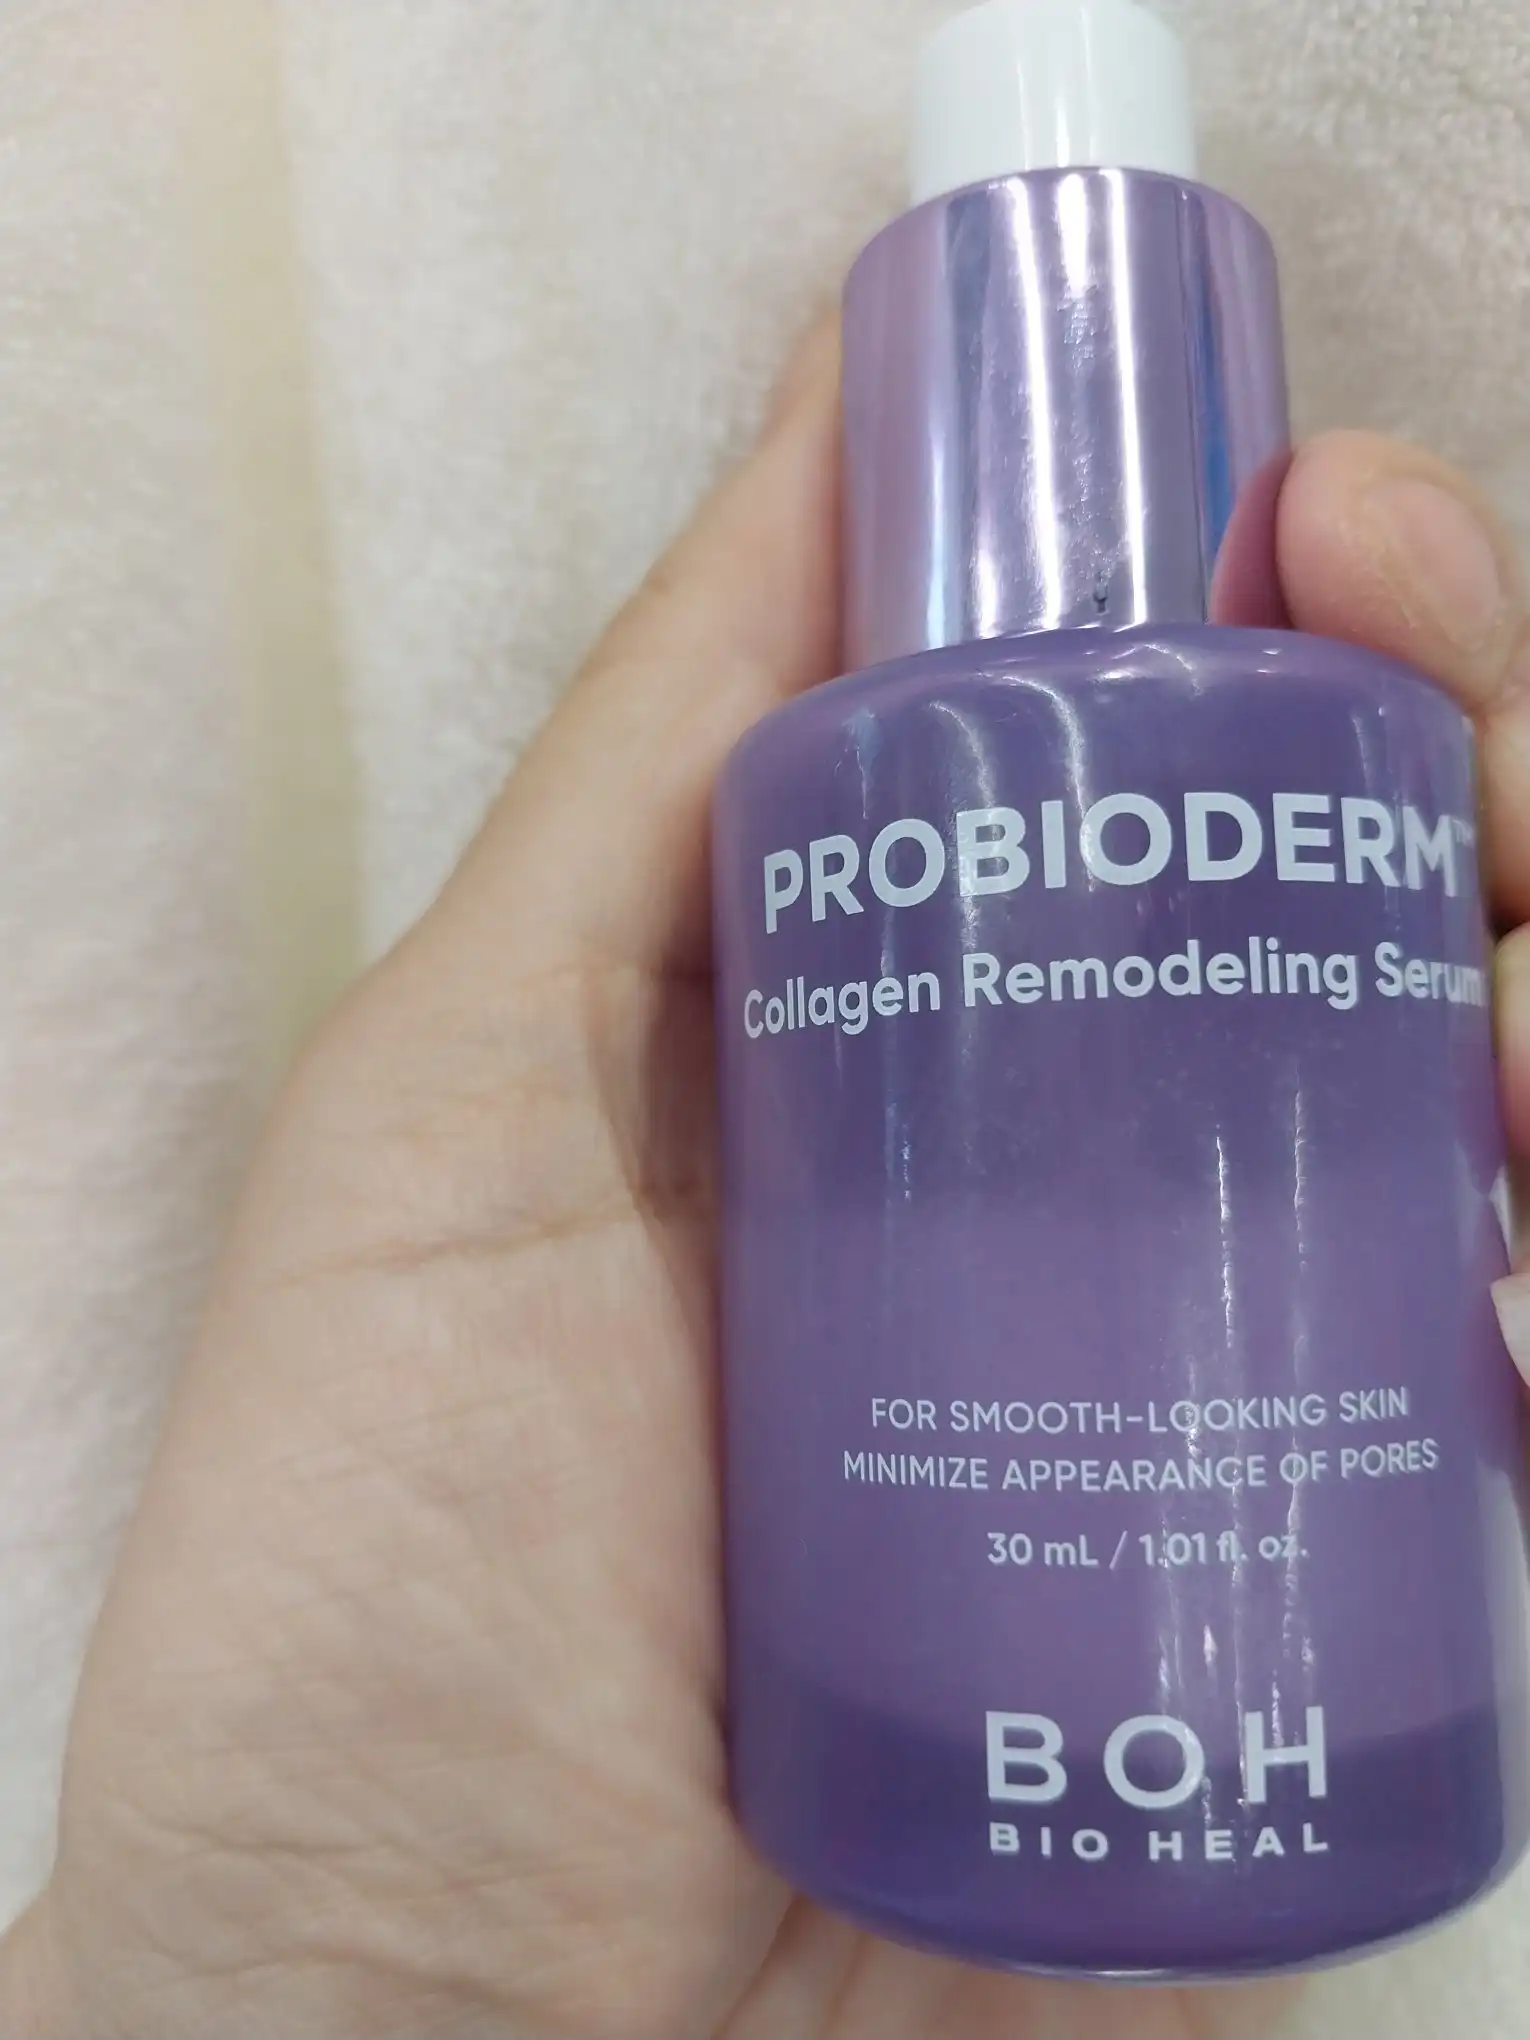 PROBIODERM™
Collagen Remodeling Serum
FOR SMOOTH-LOOKING SKIN
MINIMIZE APPEARANCE OF PORES
30 mL / 1.01 fl. oz.
BOH
BIO HEAL